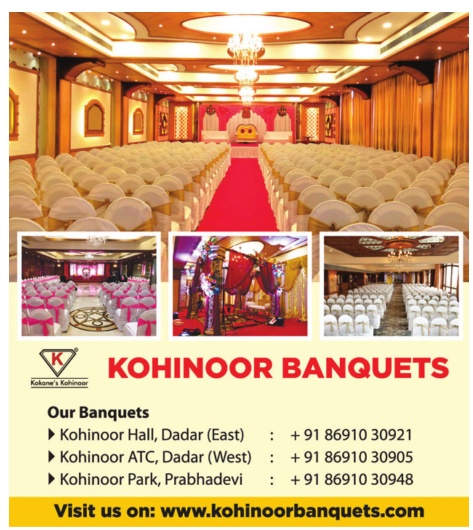 K
Kokane's Kohinoor
KOHINOOR BANQUETS
Our Banquets
Kohinoor Hall, Dadar (East) : + 91 86910 30921
Kohinoor ATC, Dadar (West) : + 91 86910 30905
Kohinoor Park, Prabhadevi : + 91 86910 30948
Visit us on: www.kohinoorbanquets.com